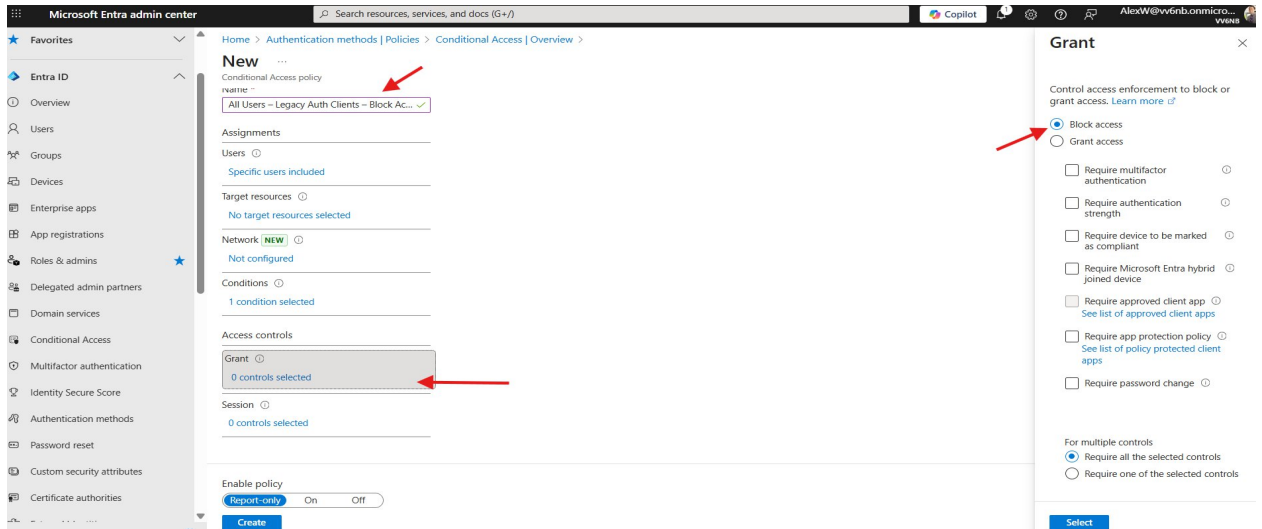 Microsoft Entra admin center
Search resources, services, and docs (G+/)
Copilot
1
AlexW@vv6nb.onmicro...
VV6NB
Favorites
Entra ID
Overview
Users
Groups
Devices
Enterprise apps
App registrations
Roles & admins
Delegated admin partners
Domain services
Conditional Access
Multifactor authentication
Identity Secure Score
Authentication methods
Password reset
Custom security attributes
Certificate authorities
Home > Authentication methods | Policies > Conditional Access | Overview >
New ...
Conditional Access policy
Name *
All Users – Legacy Auth Clients – Block Ac...
Assignments
Users
Specific users included
Target resources
No target resources selected
Network NEW
Not configured
Conditions
1 condition selected
Access controls
Grant
0 controls selected
Session
0 controls selected
Enable policy
Report-only On Off
Create
Grant
Control access enforcement to block or
grant access. Learn more
Block access
Grant access
Require multifactor
authentication
Require authentication
strength
Require device to be marked
as compliant
Require Microsoft Entra hybrid
joined device
Require approved client app
See list of approved client apps
Require app protection policy
See list of policy protected client
apps
Require password change
For multiple controls
Require all the selected controls
Require one of the selected controls
Select